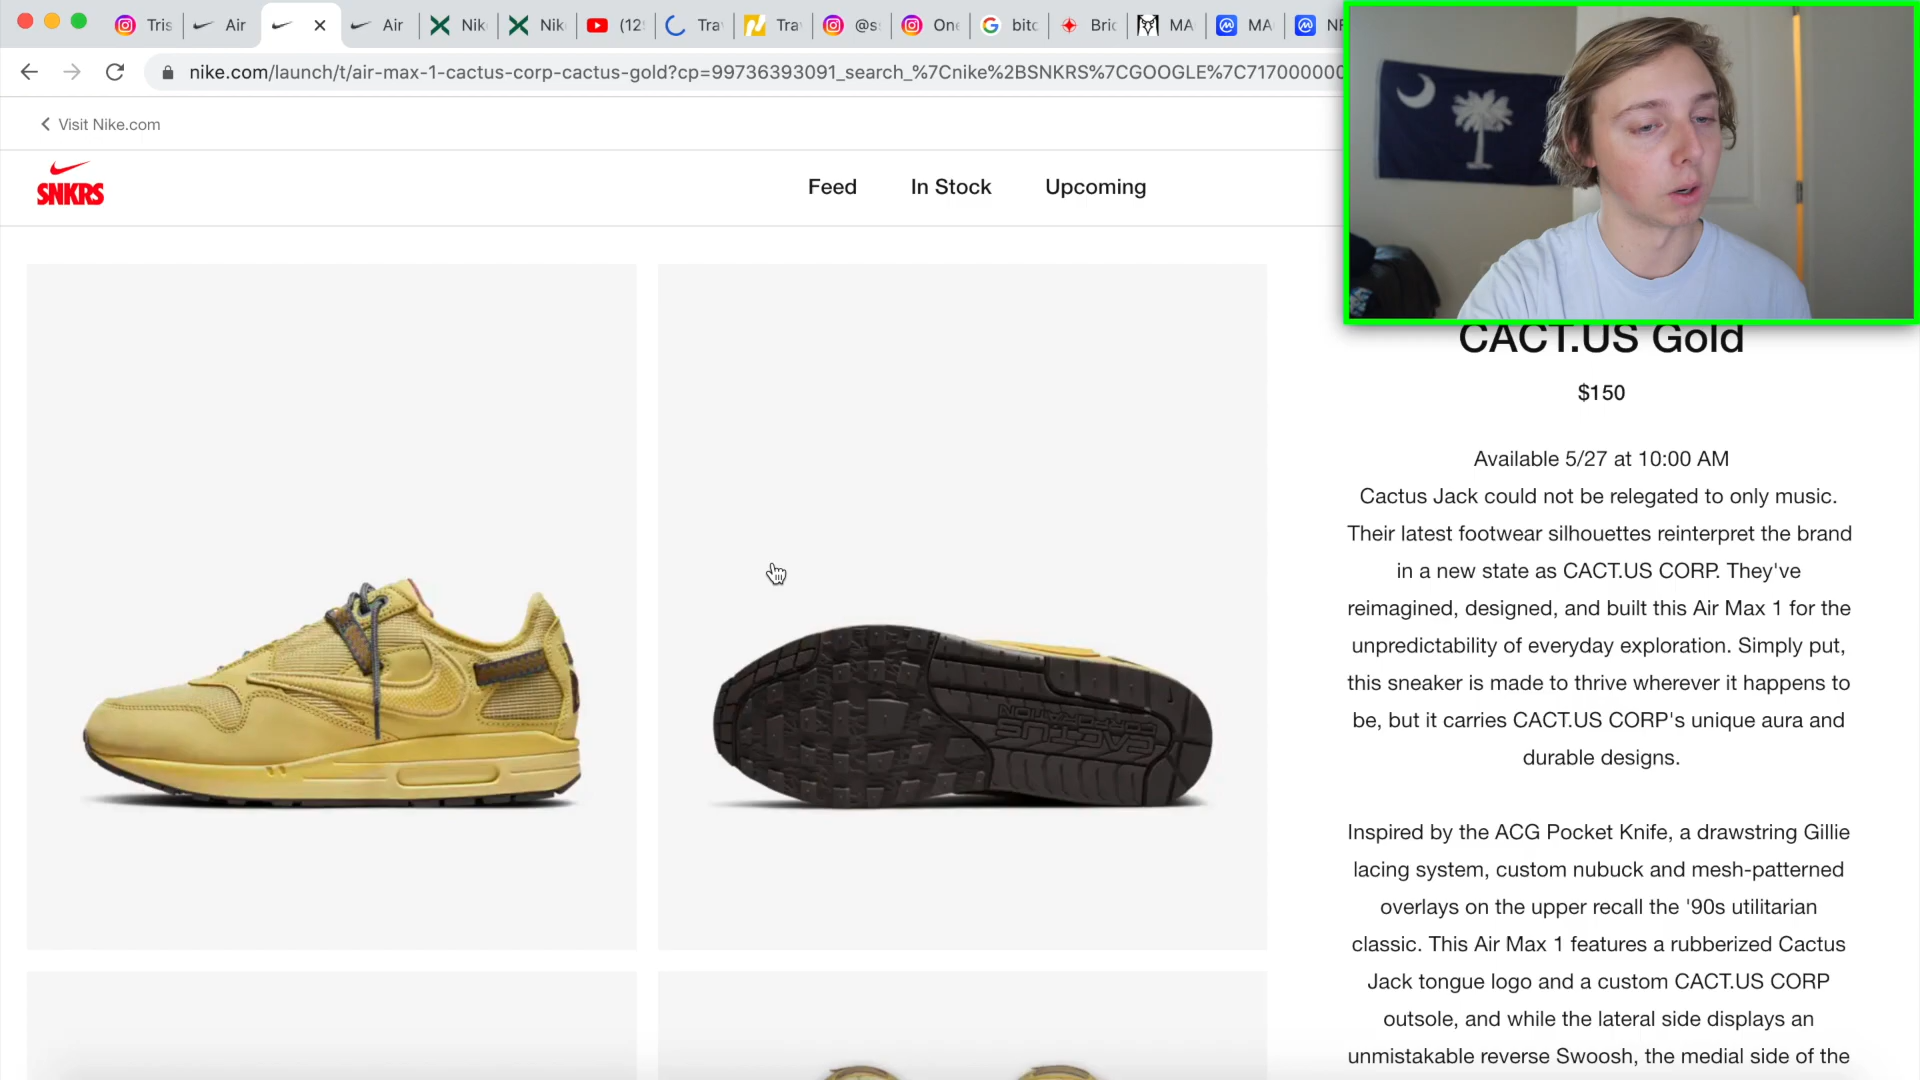 Tris
Air
Air
Nik
Nik
(12
Tra
Tra
@s
One
bitc
Bric
MA
MA
NF
nike.com/launch/t/air-max-1-cactus-corp-cactus-gold?cp=99736393091_search_%7Cnike%2BSNKRS%7CGOOGLE%7C71700000
Visit Nike.com
SNKRS
Feed
In Stock
Upcoming
CACT.US Gold
$150
Available 5/27 at 10:00 AM
Cactus Jack could not be relegated to only music.
Their latest footwear silhouettes reinterpret the brand
in a new state as CACT.US CORP. They've
reimagined, designed, and built this Air Max 1 for the
unpredictability of everyday exploration. Simply put,
this sneaker is made to thrive wherever it happens to
be, but it carries CACT.US CORP's unique aura and
durable designs.
Inspired by the ACG Pocket Knife, a drawstring Gillie
lacing system, custom nubuck and mesh-patterned
overlays on the upper recall the '90s utilitarian
classic. This Air Max 1 features a rubberized Cactus
Jack tongue logo and a custom CACT.US CORP
outsole, and while the lateral side displays an
unmistakable reverse Swoosh, the medial side of the
CACTUS
CORPORATION